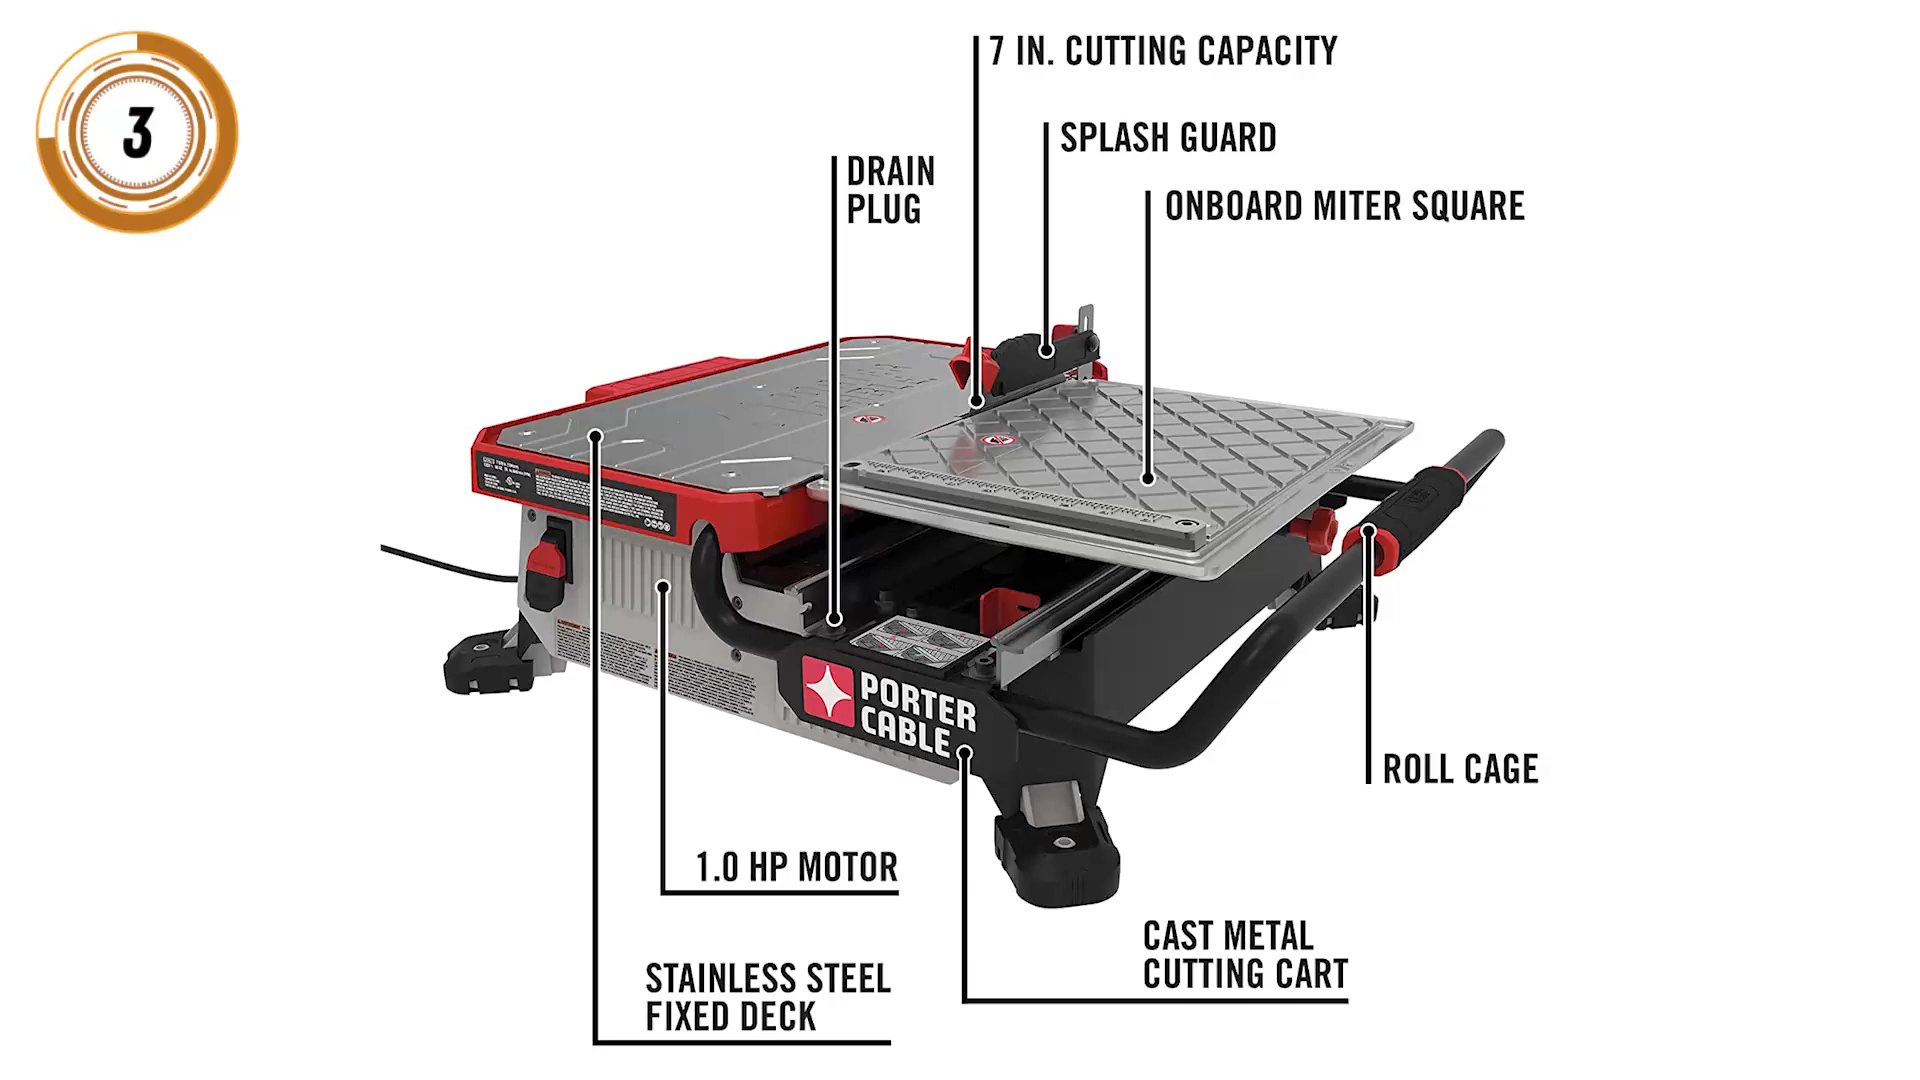 3
7 IN. CUTTING CAPACITY
SPLASH GUARD
DRAIN
PLUG
ONBOARD MITER SQUARE
PORTER
CABLE
ROLL CAGE
1.0 HP MOTOR
CAST METAL
CUTTING CART
STAINLESS STEEL
FIXED DECK